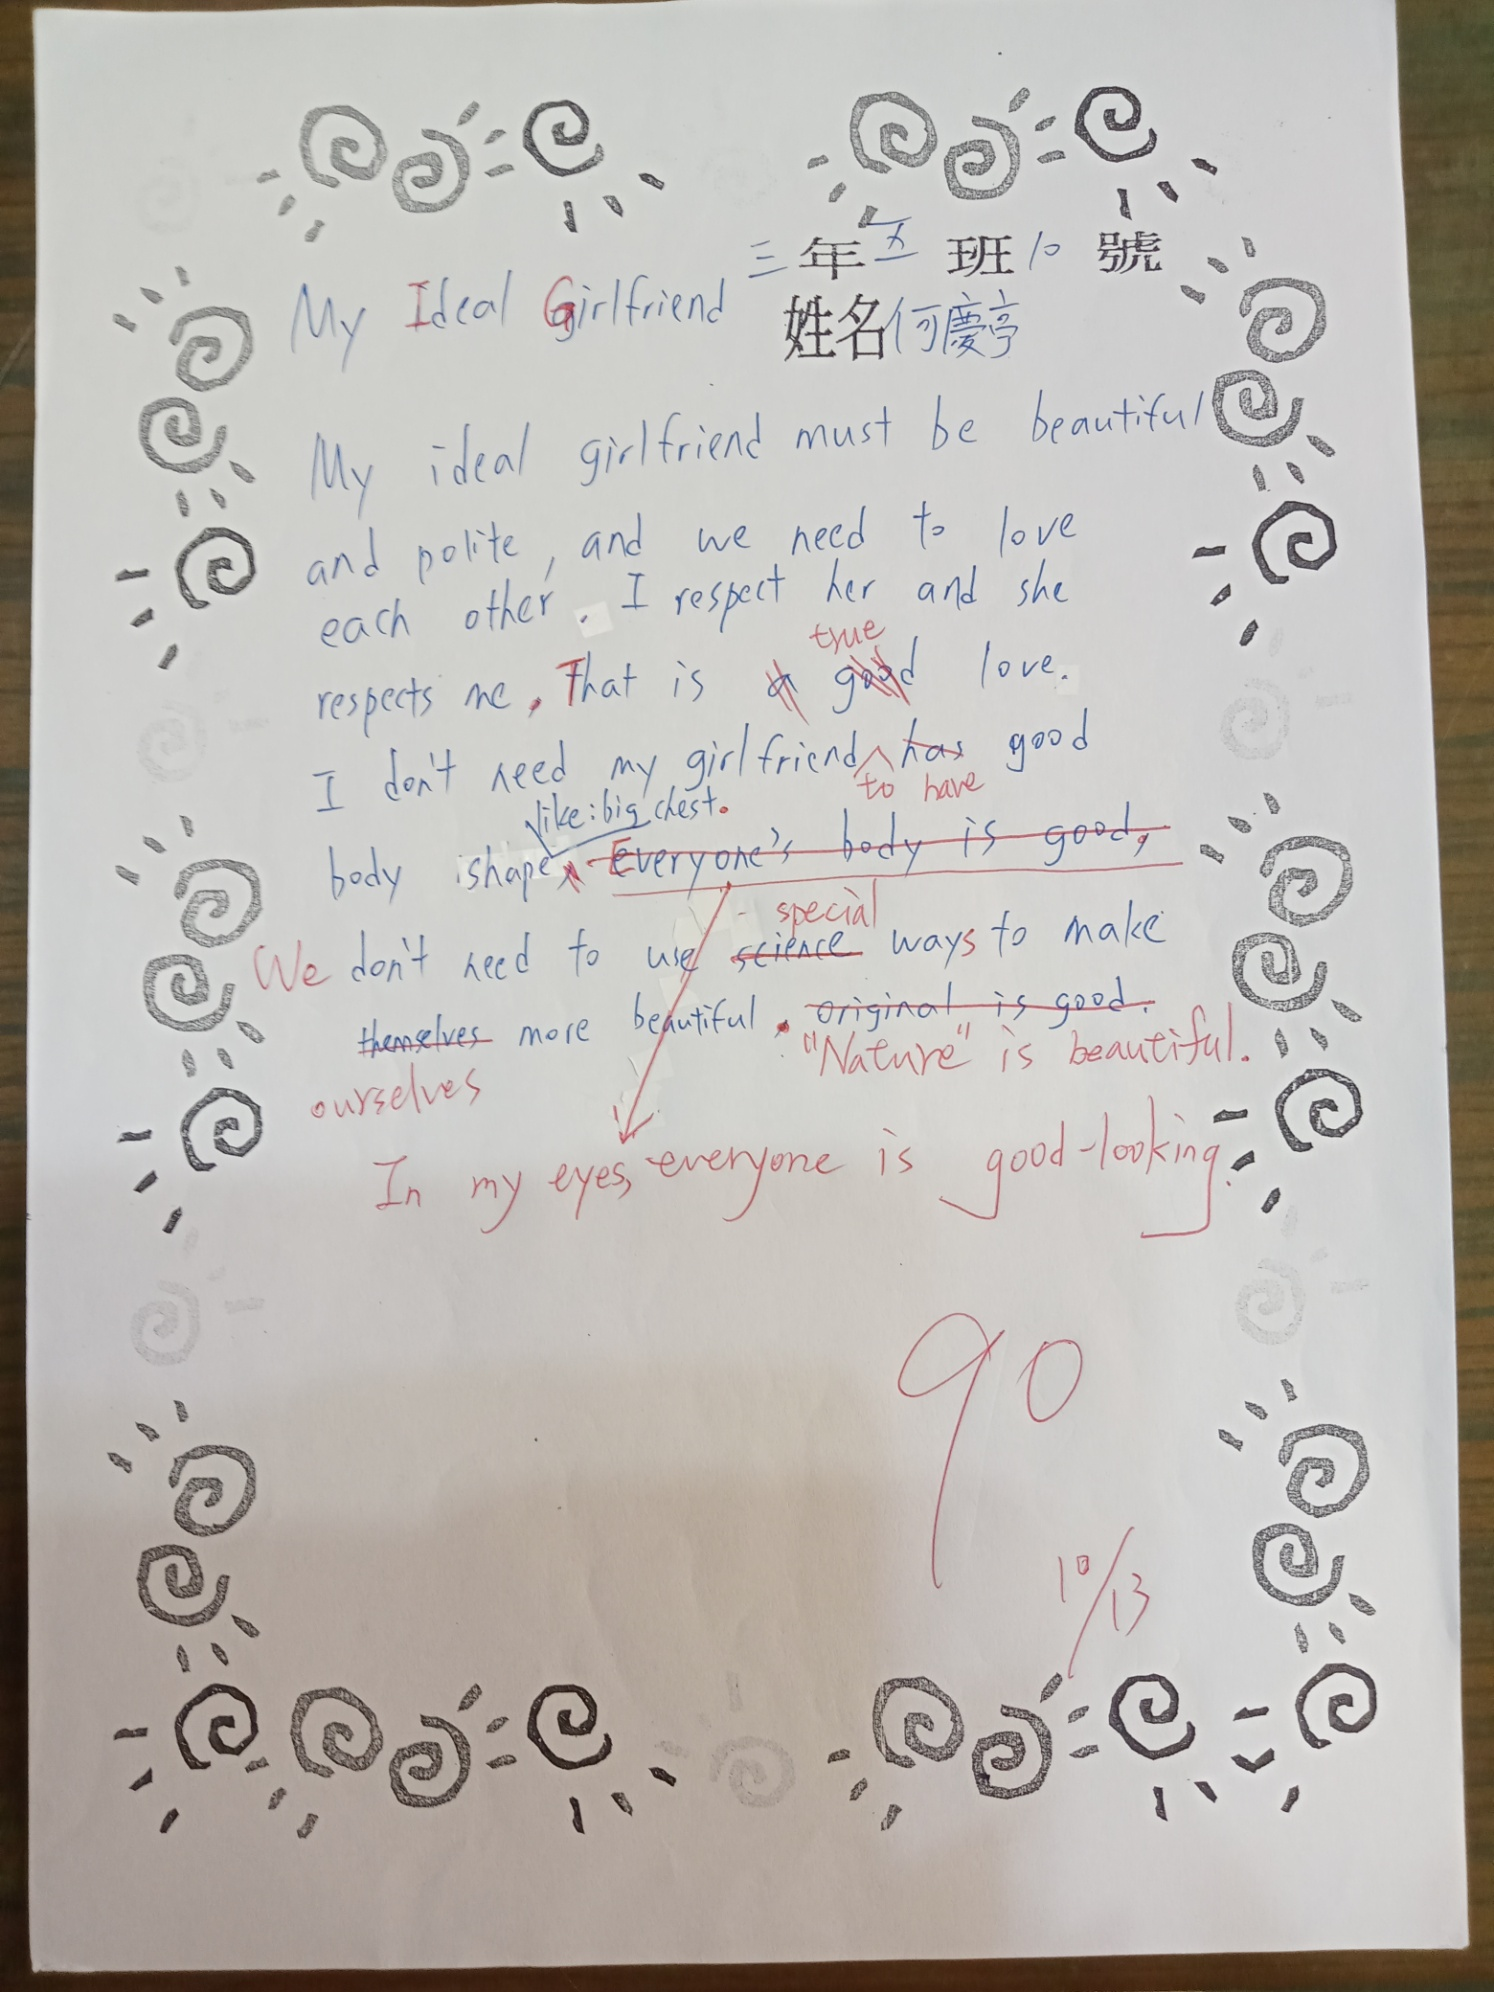 三年五班10號
My Ideal Girlfriend 姓名何慶亭
My ideal girlfriend must be beautiful
and polite, and we need to love
each other. I respect her and she
true
respects me. That is a good love.
I don't need my girlfriend has good
to have
like: big chest.
body shape. Everyone's body is good,
special
We don't need to use science ways to make
themselves more beautiful. original is good.
"Nature" is beautiful.
ourselves
In my eyes, everyone is good-looking.
90
10/13